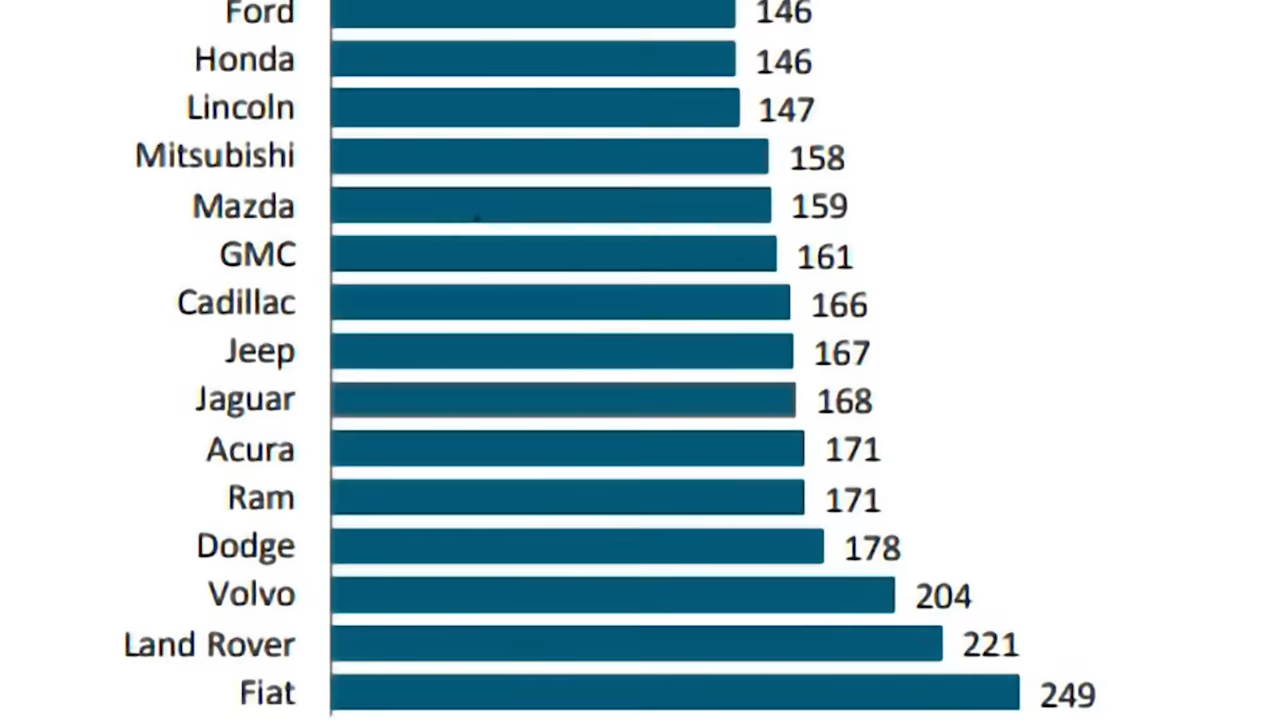 Ford 146
Honda 146
Lincoln 147
Mitsubishi 158
Mazda 159
GMC 161
Cadillac 166
Jeep 167
Jaguar 168
Acura 171
Ram 171
Dodge 178
Volvo 204
Land Rover 221
Fiat 249